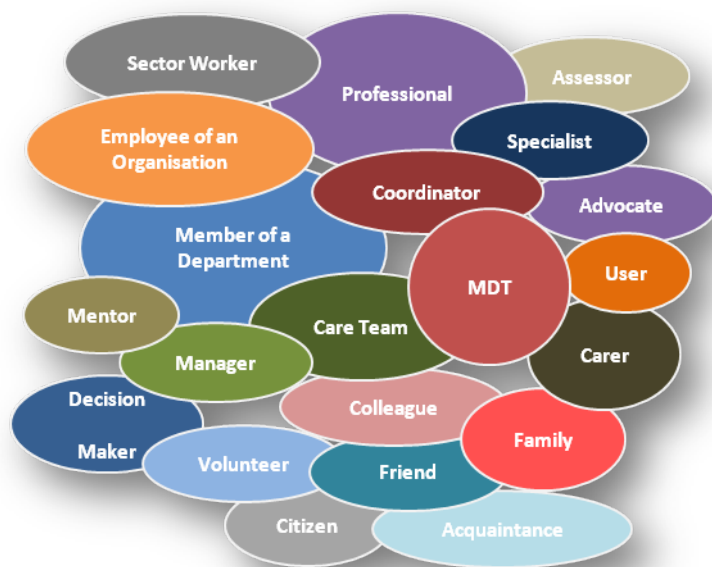 Sector Worker
Professional
Assessor
Employee of an
Organisation
Specialist
Coordinator
Advocate
Member of a
Department
MDT
User
Mentor
Care Team
Manager
Carer
Decision
Maker
Colleague
Family
Volunteer
Friend
Citizen
Acquaintance